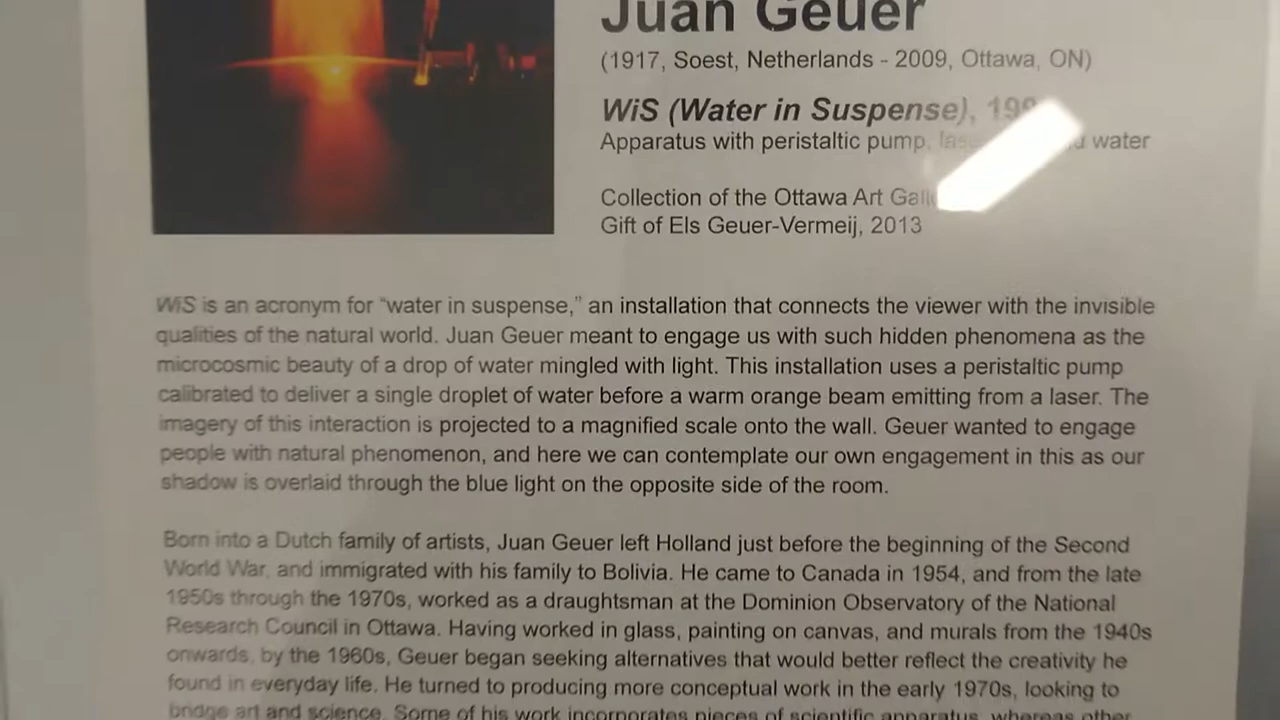 Juan Geuer
(1917, Soest, Netherlands - 2009, Ottawa, ON)
WiS (Water in Suspense),
Apparatus with peristaltic pump, water
Collection of the Ottawa Art
Gift of Els Geuer-Vermeij, 2013
WiS is an acronym for “water in suspense,” an installation that connects the viewer with the invisible
qualities of the natural world. Juan Geuer meant to engage us with such hidden phenomena as the
microcosmic beauty of a drop of water mingled with light. This installation uses a peristaltic pump
calibrated to deliver a single droplet of water before a warm orange beam emitting from a laser. The
imagery of this interaction is projected to a magnified scale onto the wall. Geuer wanted to engage
people with natural phenomenon, and here we can contemplate our own engagement in this as our
shadow is overlaid through the blue light on the opposite side of the room.
Born into a Dutch family of artists, Juan Geuer left Holland just before the beginning of the Second
World War, and immigrated with his family to Bolivia. He came to Canada in 1954, and from the late
1950s through the 1970s, worked as a draughtsman at the Dominion Observatory of the National
Research Council in Ottawa. Having worked in glass, painting on canvas, and murals from the 1940s
onwards, by the 1960s, Geuer began seeking alternatives that would better reflect the creativity he
found in everyday life. He turned to producing more conceptual work in the early 1970s, looking to
bridge art and science. Some of his work incorporates pieces of scientific apparatus, whereas other